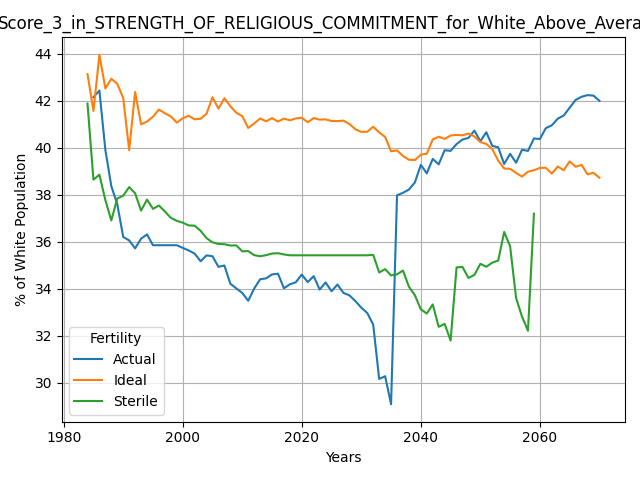 Score_3_in_STRENGTH_OF_RELIGIOUS_COMMITMENT_for_White_Above_Avera
% of White Population
44
42
40
38
36
34
32
30
Fertility
Actual
Ideal
Sterile
1980
2000
2020
2040
2060
Years